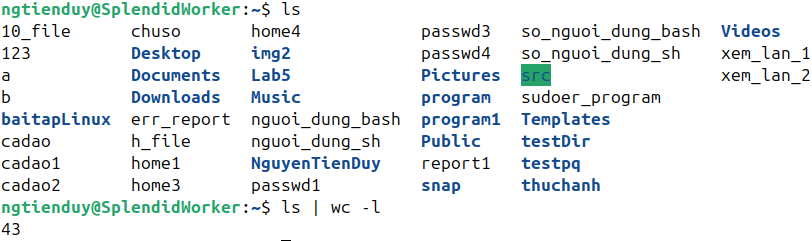 ngtienduy@SplendidWorker:~$ ls
10_file chuso home4 passwd3 so_nguoi_dung_bash Videos
123 Desktop img2 passwd4 so_nguoi_dung_sh xem_lan_1
a Documents Lab5 Pictures src xem_lan_2
b Downloads Music program sudoer_program
baitapLinux err_report nguoi_dung_bash program1 Templates
cadao h_file nguoi_dung_sh Public testDir
cadao1 home1 NguyenTienDuy report1 testpq
cadao2 home3 passwd1 snap thuchanh
ngtienduy@SplendidWorker:~$ ls | wc -l
43